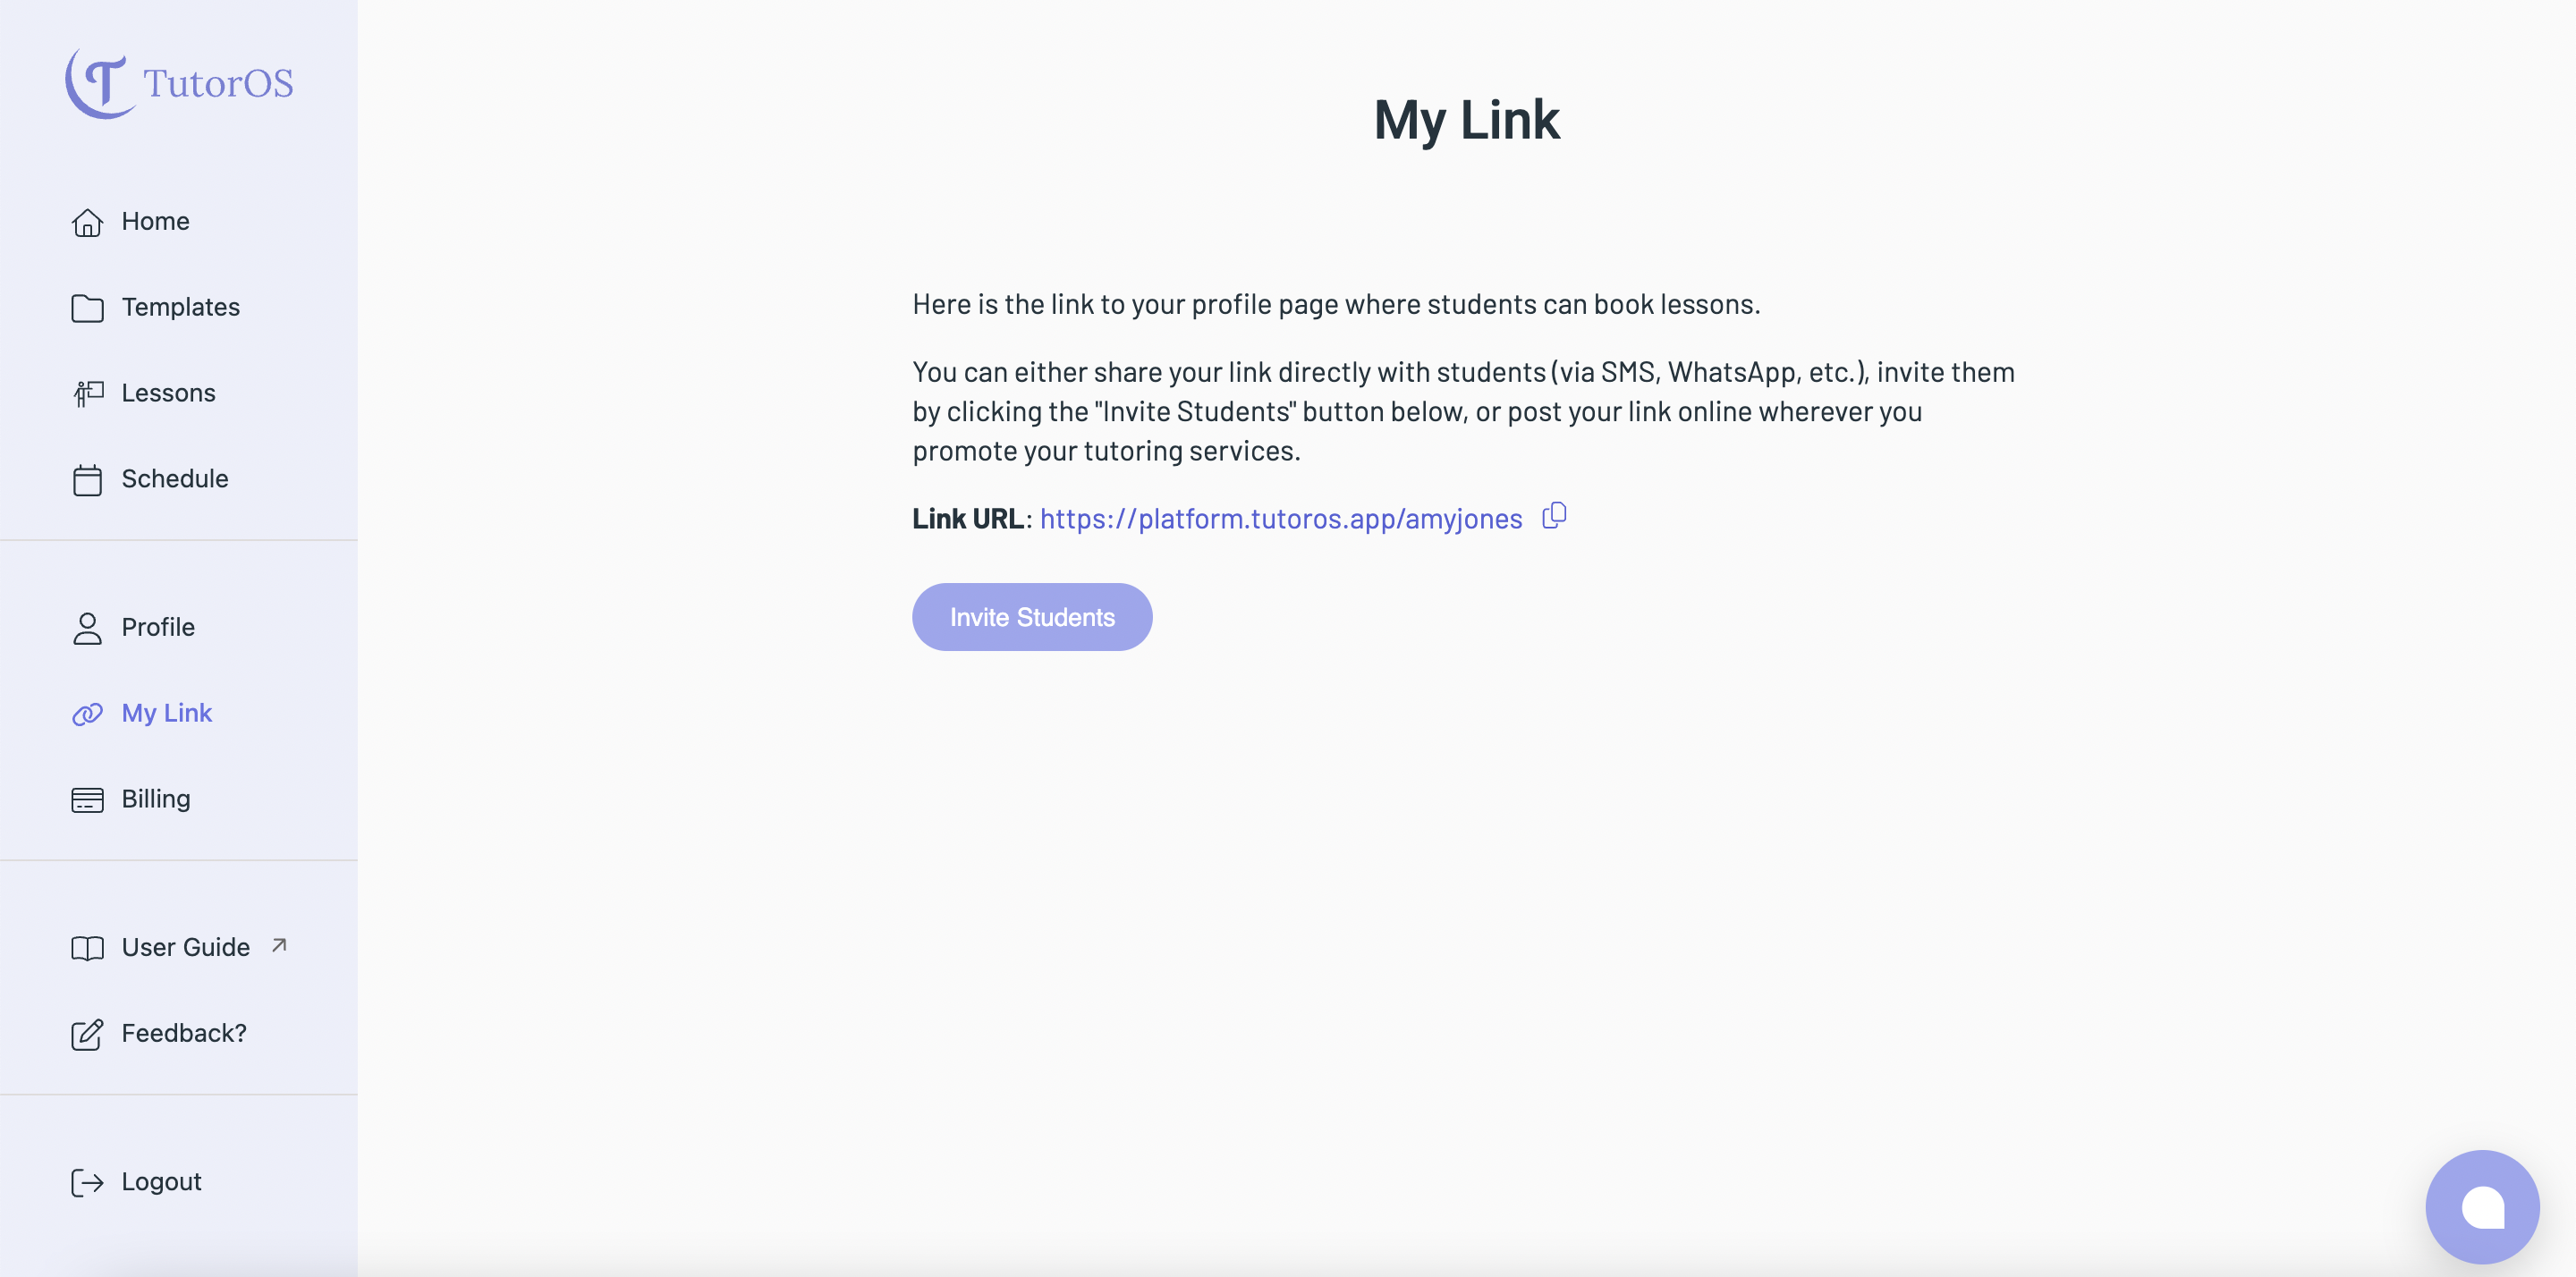 TutorOS
Home
Templates
Lessons
Schedule
Profile
My Link
Billing
User Guide
Feedback?
Logout
My Link
Here is the link to your profile page where students can book lessons.
You can either share your link directly with students (via SMS, WhatsApp, etc.), invite them
by clicking the "Invite Students" button below, or post your link online wherever you
promote your tutoring services.
Link URL: https://platform.tutoros.app/amyjones
Invite Students